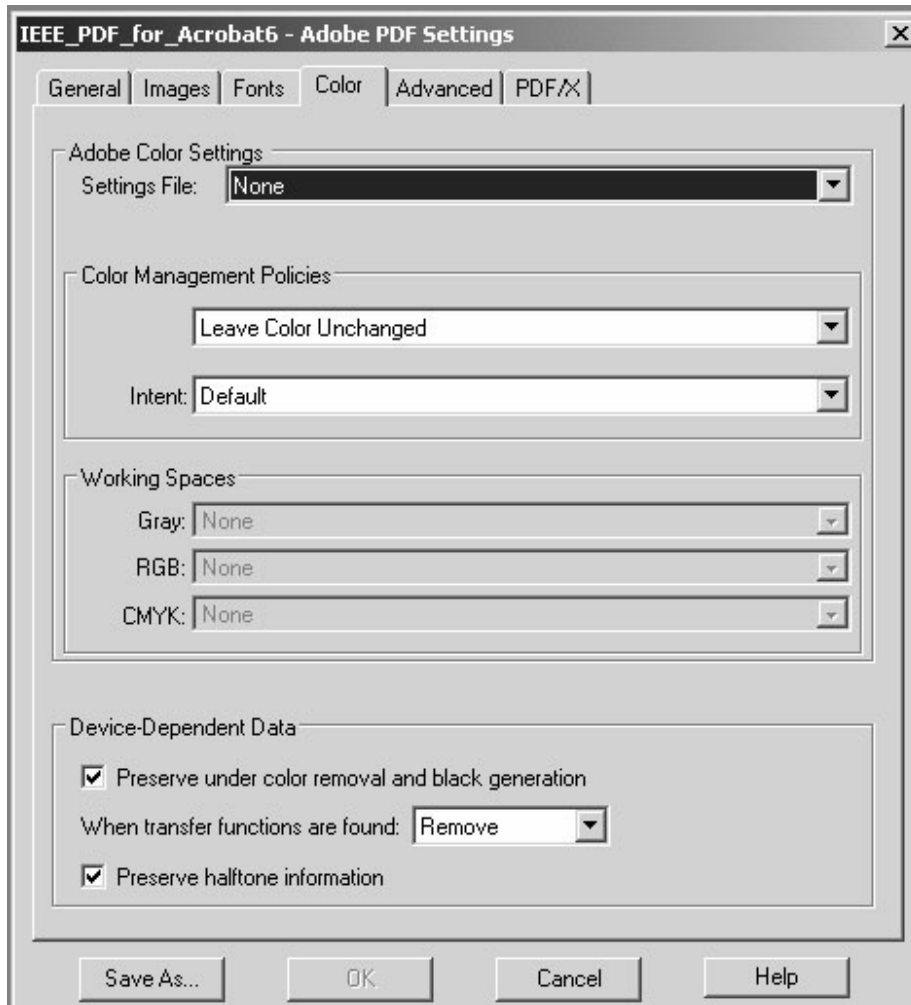 IEEE_PDF_for_Acrobat6 - Adobe PDF Settings
General Images Fonts Color Advanced PDF/X
Adobe Color Settings
Settings File: None
Color Management Policies
Leave Color Unchanged
Intent: Default
Working Spaces
Gray: None
RGB: None
CMYK: None
Device-Dependent Data
Preserve under color removal and black generation
When transfer functions are found: Remove
Preserve halftone information
Save As... OK Cancel Help